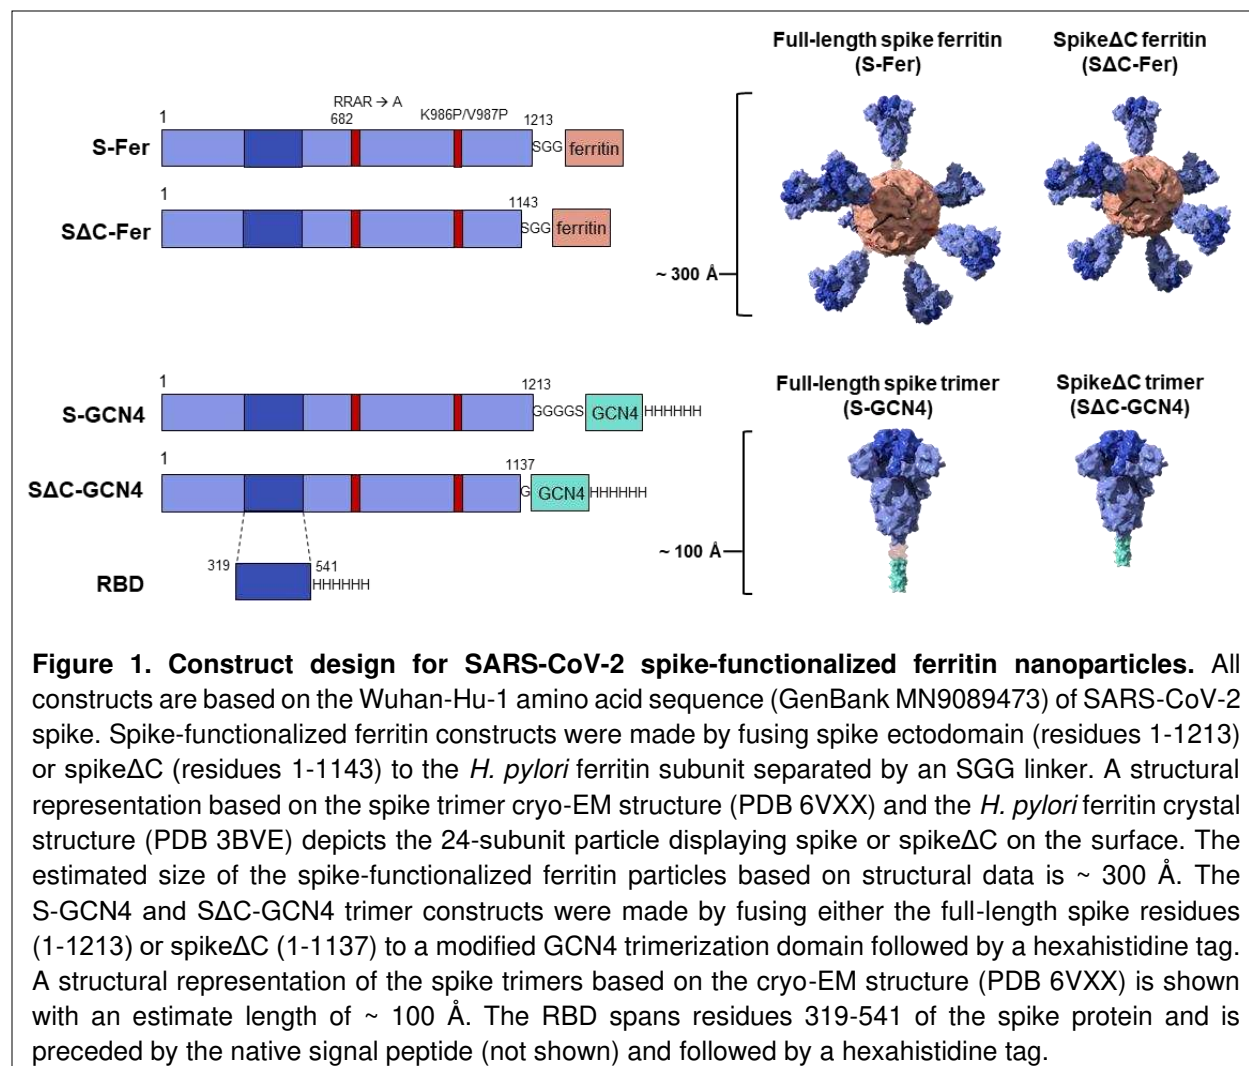 Full-length spike ferritin
(S-Fer)
SpikeΔC ferritin
(SΔC-Fer)
RRAR → A
1
682
K986P/V987P
1213
S-Fer
SGG
ferritin
1
1143
SΔC-Fer
SGG
ferritin
~ 300 Å
Full-length spike trimer
(S-GCN4)
SpikeΔC trimer
(SΔC-GCN4)
1
1213
S-GCN4
GGGGS
GCN4
HHHHHH
1
1137
SΔC-GCN4
G
GCN4
HHHHHH
~ 100 Å
319
541
RBD
HHHHHH
Figure 1. Construct design for SARS-CoV-2 spike-functionalized ferritin nanoparticles. All
constructs are based on the Wuhan-Hu-1 amino acid sequence (GenBank MN9089473) of SARS-CoV-2
spike. Spike-functionalized ferritin constructs were made by fusing spike ectodomain (residues 1-1213)
or spikeΔC (residues 1-1143) to the H. pylori ferritin subunit separated by an SGG linker. A structural
representation based on the spike trimer cryo-EM structure (PDB 6VXX) and the H. pylori ferritin crystal
structure (PDB 3BVE) depicts the 24-subunit particle displaying spike or spikeΔC on the surface. The
estimated size of the spike-functionalized ferritin particles based on structural data is ~ 300 Å. The
S-GCN4 and SΔC-GCN4 trimer constructs were made by fusing either the full-length spike residues
(1-1213) or spikeΔC (1-1137) to a modified GCN4 trimerization domain followed by a hexahistidine tag.
A structural representation of the spike trimers based on the cryo-EM structure (PDB 6VXX) is shown
with an estimate length of ~ 100 Å. The RBD spans residues 319-541 of the spike protein and is
preceded by the native signal peptide (not shown) and followed by a hexahistidine tag.